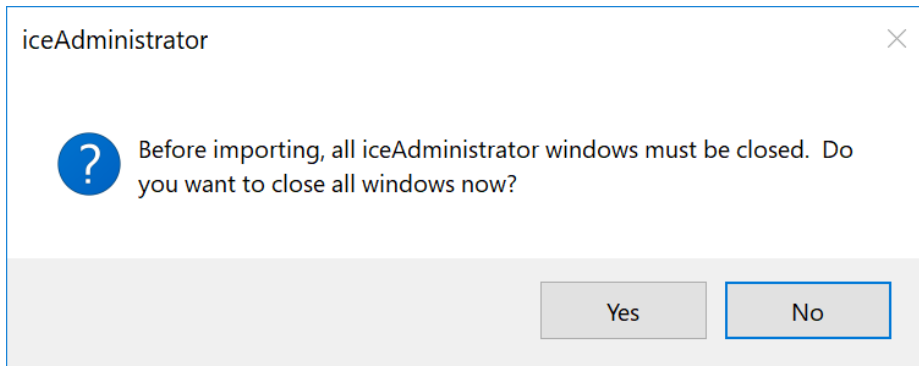 iceAdministrator
Before importing, all iceAdministrator windows must be closed.  Do
you want to close all windows now?
Yes
No